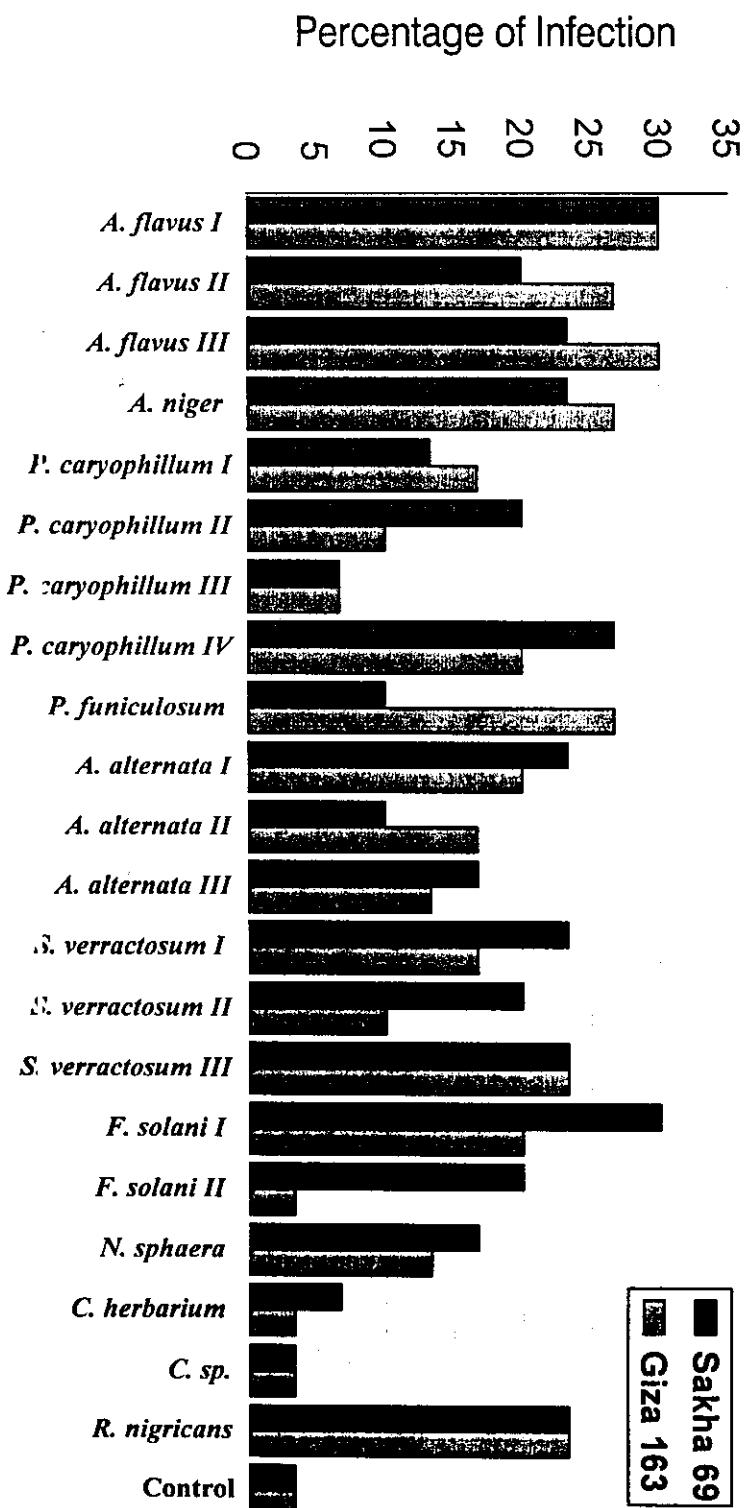 Percentage of Infection
0
5
10
15
20
25
30
35
A. flavus I
A. flavus II
A. flavus III
A. niger
P. caryophillum I
P. caryophillum II
P. caryophillum III
P. caryophillum IV
P. funiculosum
A. alternata I
A. alternata II
A. alternata III
S. verractosum I
S. verractosum II
S. verractosum III
F. solani I
F. solani II
N. sphaera
C. herbarium
C. sp.
R. nigricans
Control
Sakha 69
Giza 163